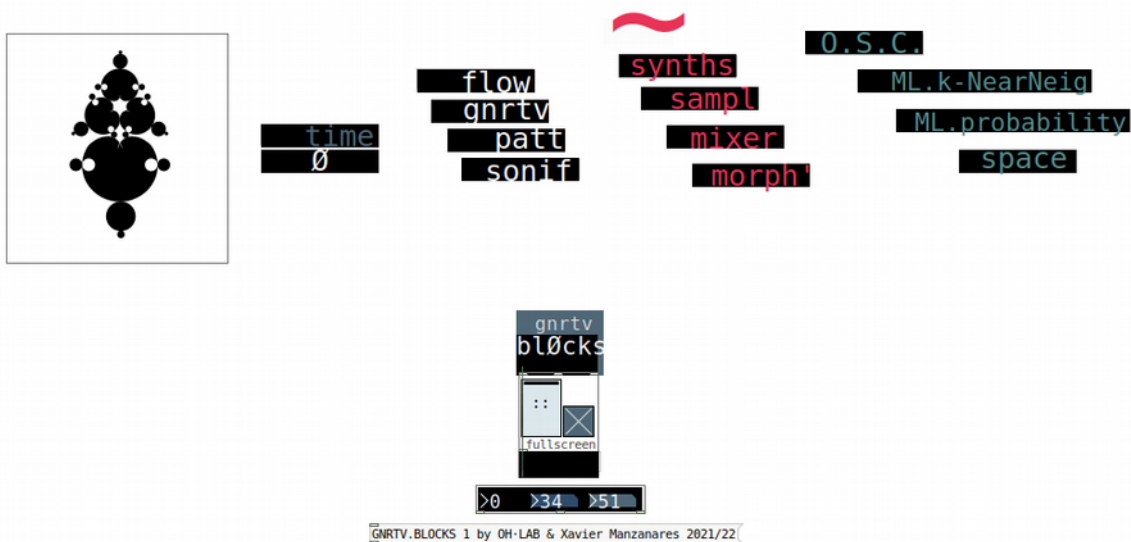 time
Ø
flow
gnrtv
patt
sonif
~
synths
sampl
mixer
morph'
O.S.C.
ML.k-NearNeig
ML.probability
space
gnrtv
blØcks
::
fullscreen
>0 >34 >51
GNRTV.BLOCKS 1 by OH·LAB & Xavier Manzanares 2021/22